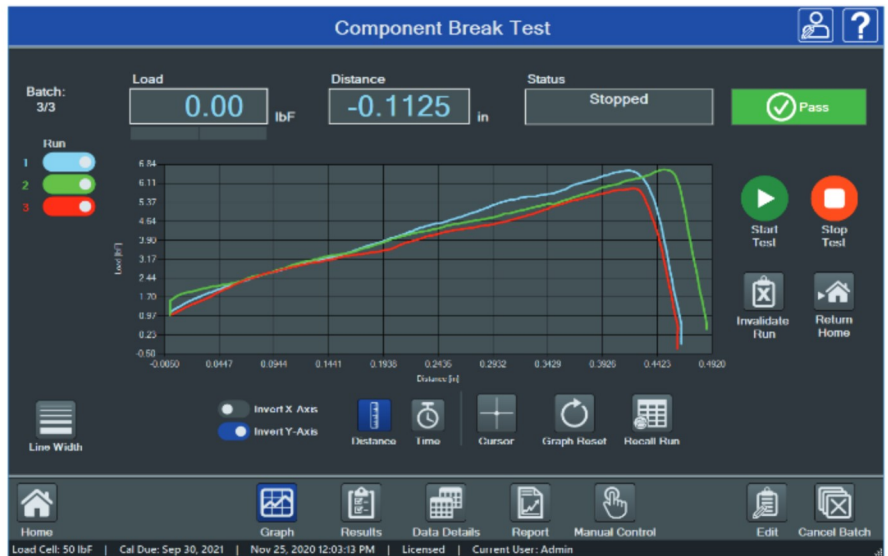 Component Break Test
?
Batch:
3/3
Load
0.00 lbF
Distance
-0.1125 in
Status
Stopped
Pass
Run
1
2
3
6.84
6.11
5.37
4.64
3.90
3.17
2.44
1.70
0.97
0.23
-0.50
Load [lbF]
-0.0050 0.0447 0.0944 0.1441 0.1938 0.2435 0.2932 0.3429 0.3926 0.4423 0.4920
Distance [in]
Start
Test
Stop
Test
Invalidate
Run
Return
Home
Line Width
Invert X-Axis
Invert Y-Axis
Distance
Time
Cursor
Graph Reset
Recall Run
Home
Graph
Results
Data Details
Report
Manual Control
Edit
Cancel Batch
Load Cell: 50 lbF | Cal Due: Sep 30, 2021 | Nov 25, 2020 12:03:13 PM | Licensed | Current User: Admin